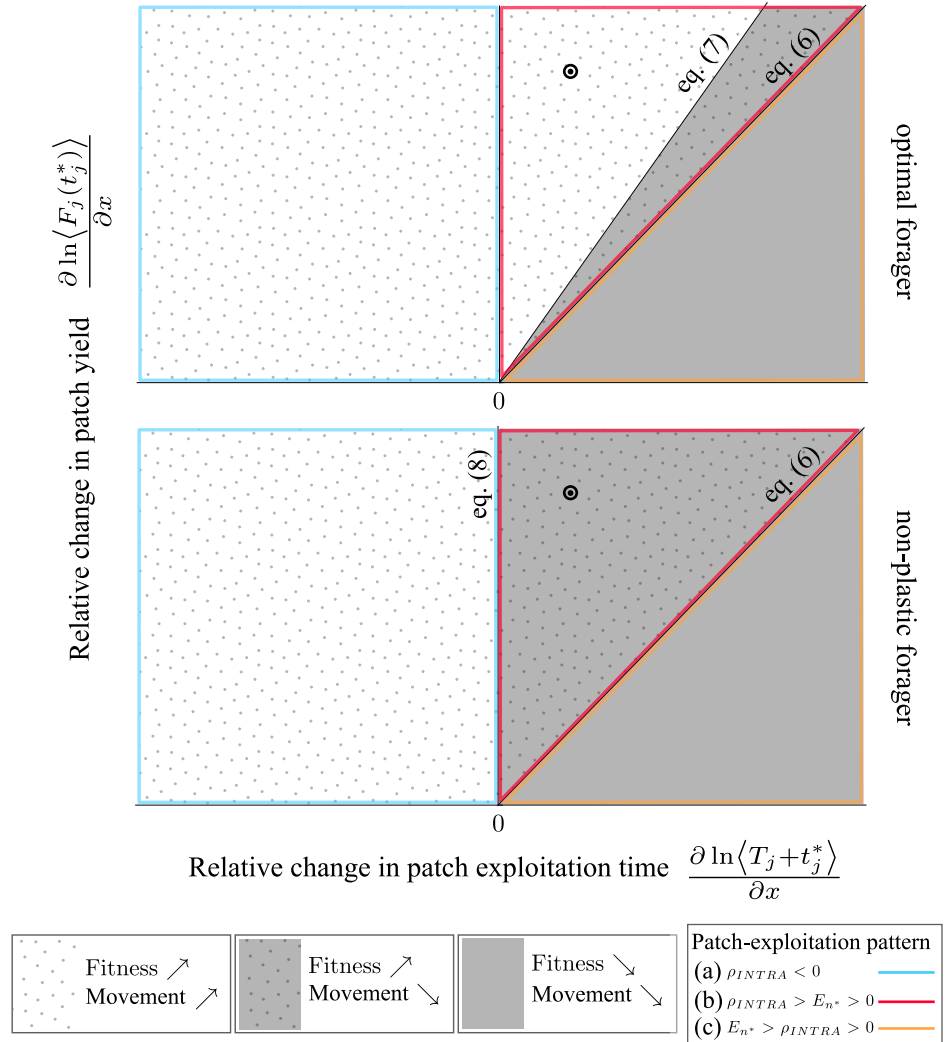 eq. (7)
eq. (6)
optimal forager
0
∂ ln⟨F_j(t_j^*)⟩
∂x
Relative change in patch yield
eq. (8)
eq. (6)
non-plastic forager
0
Relative change in patch exploitation time
∂ ln⟨T_j+t_j^*⟩
∂x
Fitness ↗
Movement ↗
Fitness ↗
Movement ↘
Fitness ↘
Movement ↘
Patch-exploitation pattern
(a) ρ_INTRA < 0
(b) ρ_INTRA > E_n* > 0
(c) E_n* > ρ_INTRA > 0